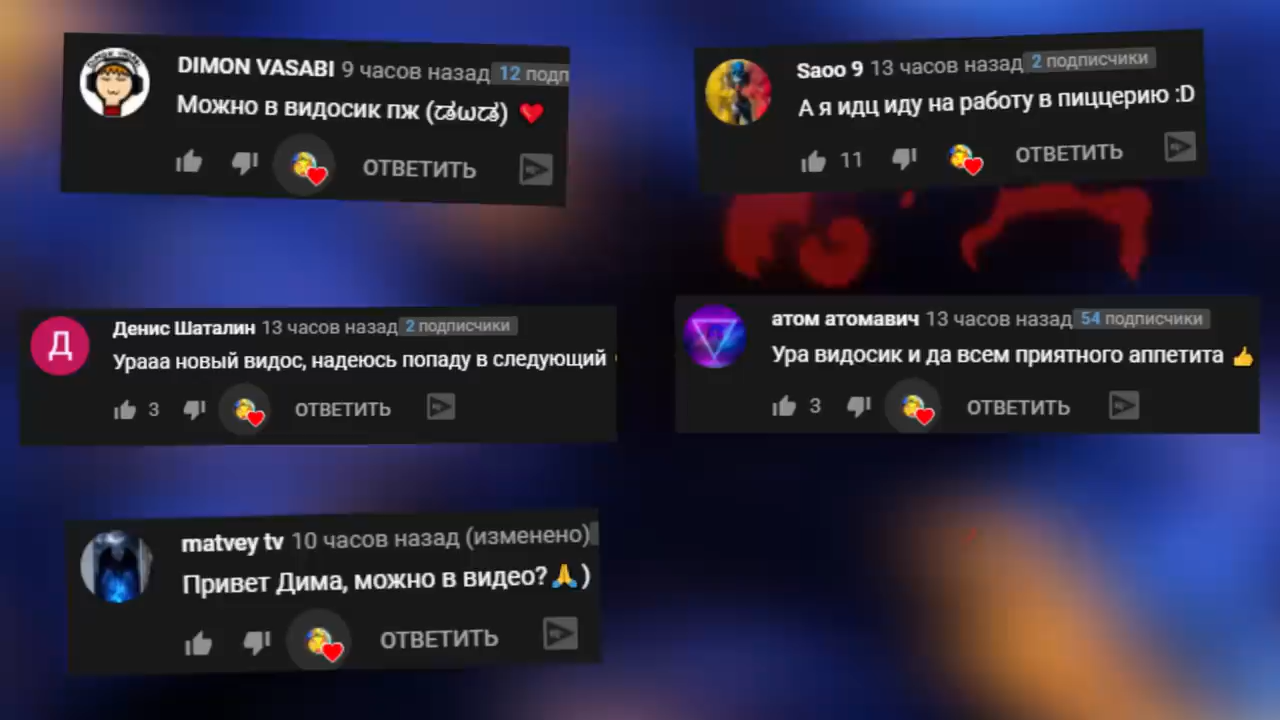 DIMON VASABI 9 часов назад 12 подп
Можно в видосик пж (ಡωಡ) ❤️
ОТВЕТИТЬ
Saoo 9 13 часов назад 2 подписчики
А я идц иду на работу в пиццерию :D
11 ОТВЕТИТЬ
Денис Шаталин 13 часов назад 2 подписчики
Урааа новый видос, надеюсь попаду в следующий
3 ОТВЕТИТЬ
атом атомавич 13 часов назад 54 подписчики
Ура видосик и да всем приятного аппетита 👍
3 ОТВЕТИТЬ
matvey tv 10 часов назад (изменено)
Привет Дима, можно в видео?🙏)
ОТВЕТИТЬ